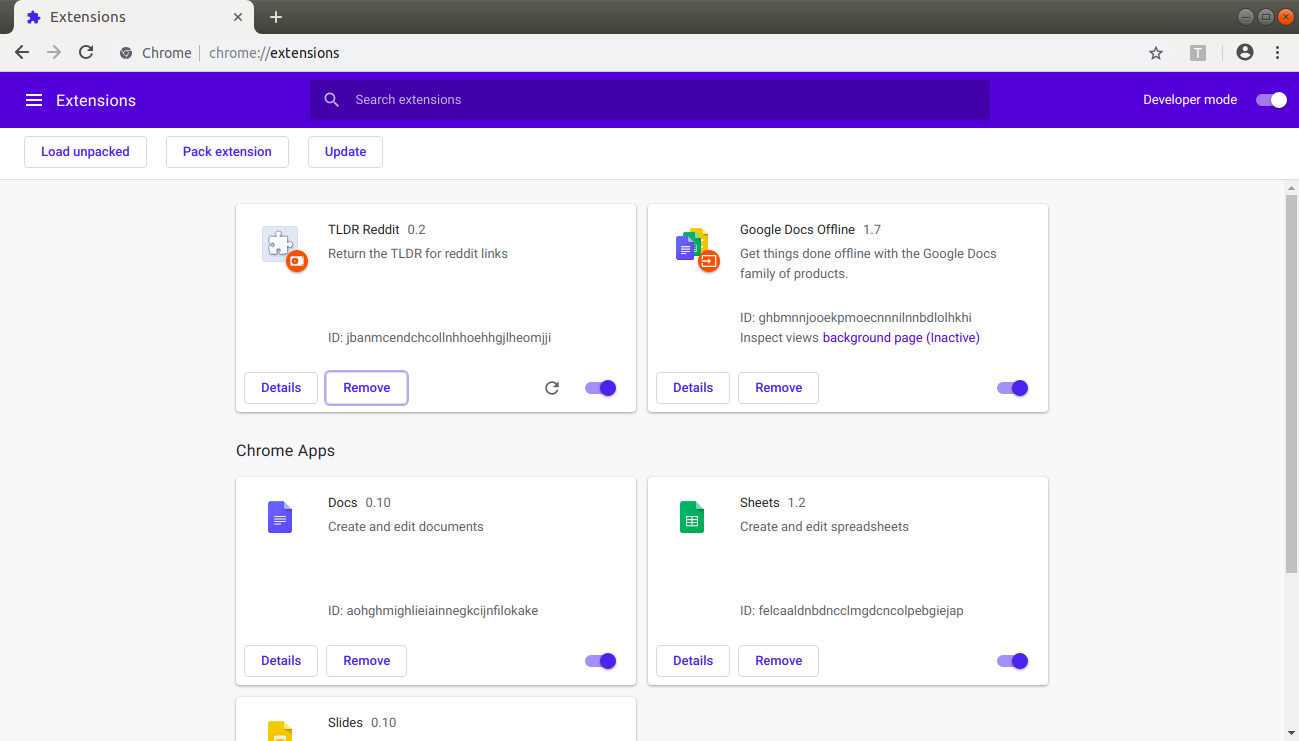 Extensions
Chrome chrome://extensions
T
Extensions
Search extensions
Developer mode
Load unpacked
Pack extension
Update
TLDR Reddit 0.2
Return the TLDR for reddit links
ID: jbanmcendchcollnhhoehhgjlheomjji
Details
Remove
Google Docs Offline 1.7
Get things done offline with the Google Docs
family of products.
ID: ghbmnnjooekpmoecnnnilnnbdlolhkhi
Inspect views background page (Inactive)
Details
Remove
Chrome Apps
Docs 0.10
Create and edit documents
ID: aohghmighlieiainnegkcijnfilokake
Details
Remove
Sheets 1.2
Create and edit spreadsheets
ID: felcaaldnbdncclmgdcncolpebgiejap
Details
Remove
Slides 0.10